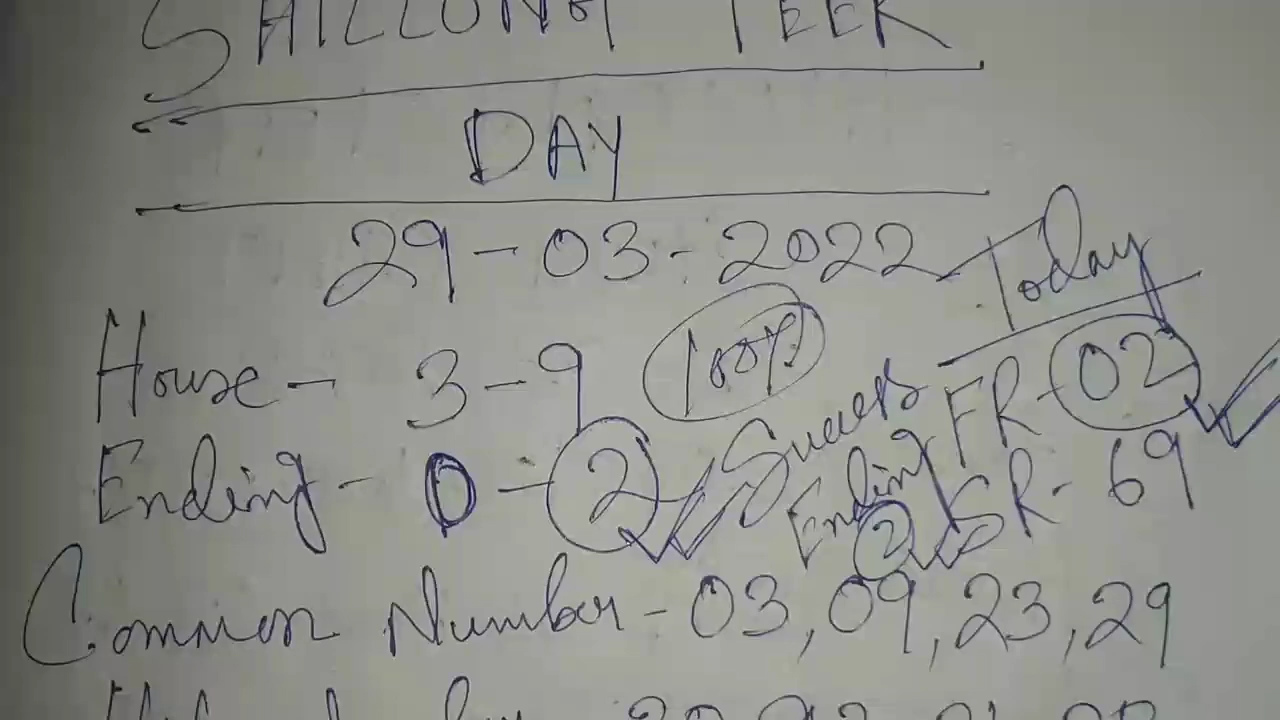 SHILLONG TEER
DAY
29-03-2022
Today
House - 3-9 100%
FR-02
Ending - 0-2 Success
Ending 2 SR-69
Common Number - 03, 09, 23, 29